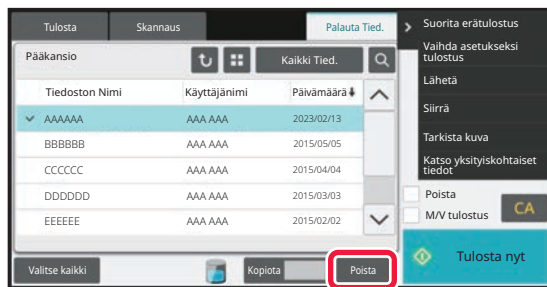 Tulosta
Skannaus
Palauta Tied.
Pääkansio
Kaikki Tied.
Tiedoston Nimi
Käyttäjänimi
Päivämäärä
AAAAAA
AAA AAA
2023/02/13
BBBBBB
AAA AAA
2015/05/05
CCCCCC
AAA AAA
2015/04/04
DDDDDD
AAA AAA
2015/03/03
EEEEEE
AAA AAA
2015/02/02
Valitse kaikki
Kopiota
Poista
Suorita erätulostus
Vaihda asetukseksi
tulostus
Lähetä
Siirrä
Tarkista kuva
Katso yksityiskohtaiset
tiedot
Poista
M/V tulostus
CA
Tulosta nyt